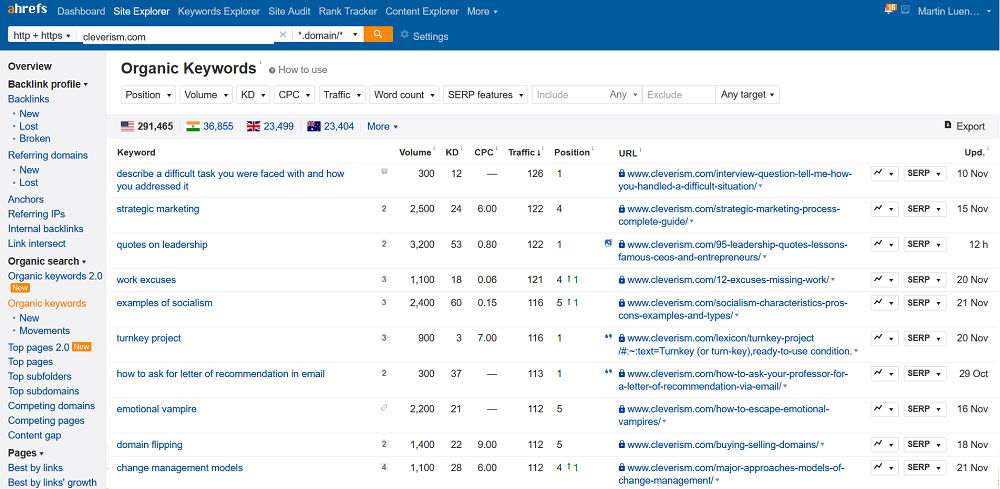 ahrefs Dashboard Site Explorer Keywords Explorer Site Audit Rank Tracker Content Explorer More 16 Martin Luen...
http + https cleverism.com × *.domain/* Settings
Overview
Backlink profile
Backlinks
New
Lost
Broken
Referring domains
New
Lost
Anchors
Referring IPs
Internal backlinks
Link intersect
Organic search
Organic keywords 2.0
New
Organic keywords
New
Movements
Top pages 2.0 New
Top pages
Top subfolders
Top subdomains
Competing domains
Competing pages
Content gap
Pages
Best by links
Best by links' growth
Organic Keywords i ? How to use
Position Volume KD CPC Traffic Word count SERP features Include Any Exclude Any target
291,465 36,855 23,499 23,404 More Export
Keyword Volume i KD i CPC i Traffic ↓ i Position i URL i Upd.
describe a difficult task you were faced with and how 300 12 — 126 1 www.cleverism.com/interview-question-tell-me-how- SERP 10 Nov
you addressed it you-handled-a-difficult-situation/
strategic marketing 2 2,500 24 6.00 122 4 www.cleverism.com/strategic-marketing-process- SERP 15 Nov
complete-guide/
quotes on leadership 2 3,200 53 0.80 122 1 www.cleverism.com/95-leadership-quotes-lessons- SERP 12 h
famous-ceos-and-entrepreneurs/
work excuses 3 1,100 18 0.06 121 4 ↑ 1 www.cleverism.com/12-excuses-missing-work/ SERP 20 Nov
examples of socialism 3 2,400 60 0.15 116 5 ↑ 1 www.cleverism.com/socialism-characteristics-pros- SERP 21 Nov
cons-examples-and-types/
turnkey project 3 900 3 7.00 116 1 www.cleverism.com/lexicon/turnkey-project SERP 20 Nov
/#:~:text=Turnkey (or turn-key),ready-to-use condition.
how to ask for letter of recommendation in email 2 300 37 — 113 1 www.cleverism.com/how-to-ask-your-professor-for- SERP 29 Oct
a-letter-of-recommendation-via-email/
emotional vampire 2,200 21 — 112 5 www.cleverism.com/how-to-escape-emotional- SERP 16 Nov
vampires/
domain flipping 2 1,400 22 9.00 112 5 www.cleverism.com/buying-selling-domains/ SERP 18 Nov
change management models 4 1,100 28 6.00 112 4 ↑ 1 www.cleverism.com/major-approaches-models-of- SERP 21 Nov
change-management/